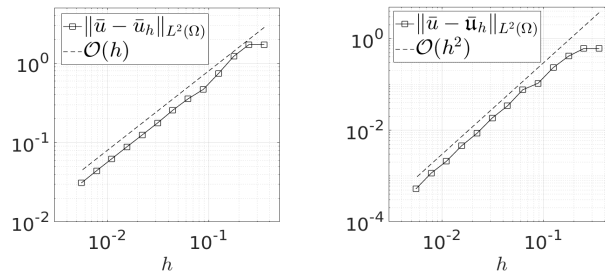 ‖ū − ū_h‖_{L²(Ω)}
𝒪(h)
10^0
10^{-1}
10^{-2}
10^{-2}
10^{-1}
h
‖ū − 𝔲̄_h‖_{L²(Ω)}
𝒪(h²)
10^0
10^{-2}
10^{-4}
10^{-2}
10^{-1}
h